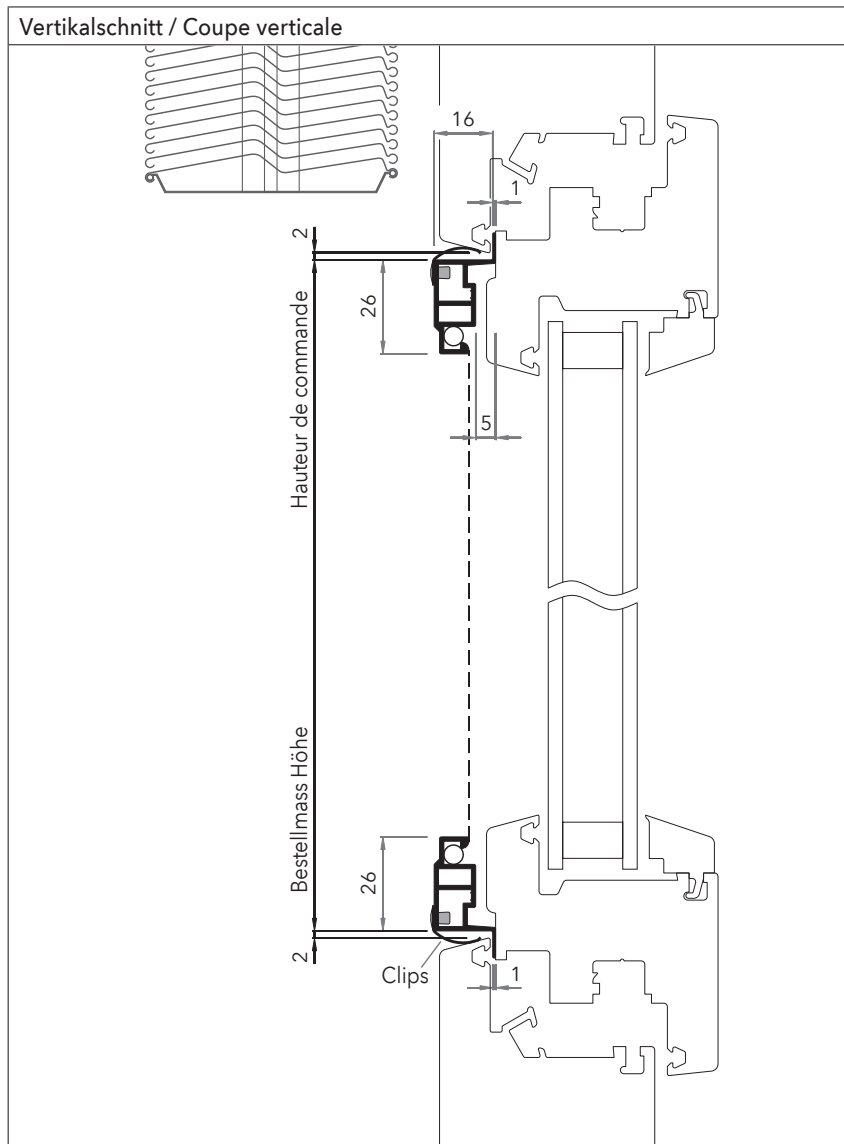 Vertikalschnitt / Coupe verticale
16
1
2
26
Hauteur de commande
5
Bestellmass Höhe
26
2
Clips
1